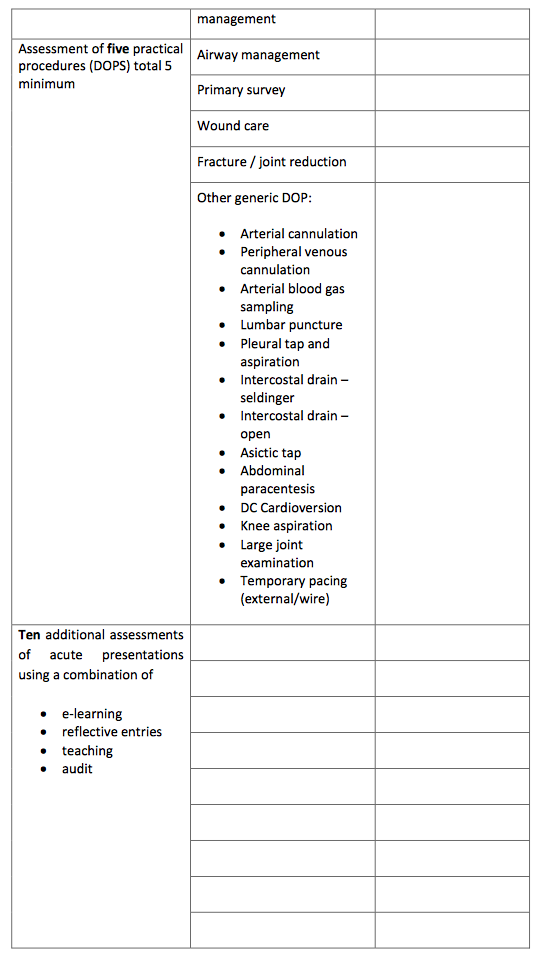 management
Assessment of five practical
procedures (DOPS) total 5
minimum
Airway management
Primary survey
Wound care
Fracture / joint reduction
Other generic DOP:
• Arterial cannulation
• Peripheral venous
cannulation
• Arterial blood gas
sampling
• Lumbar puncture
• Pleural tap and
aspiration
• Intercostal drain –
seldinger
• Intercostal drain –
open
• Asictic tap
• Abdominal
paracentesis
• DC Cardioversion
• Knee aspiration
• Large joint
examination
• Temporary pacing
(external/wire)
Ten additional assessments
of acute presentations
using a combination of
• e-learning
• reflective entries
• teaching
• audit